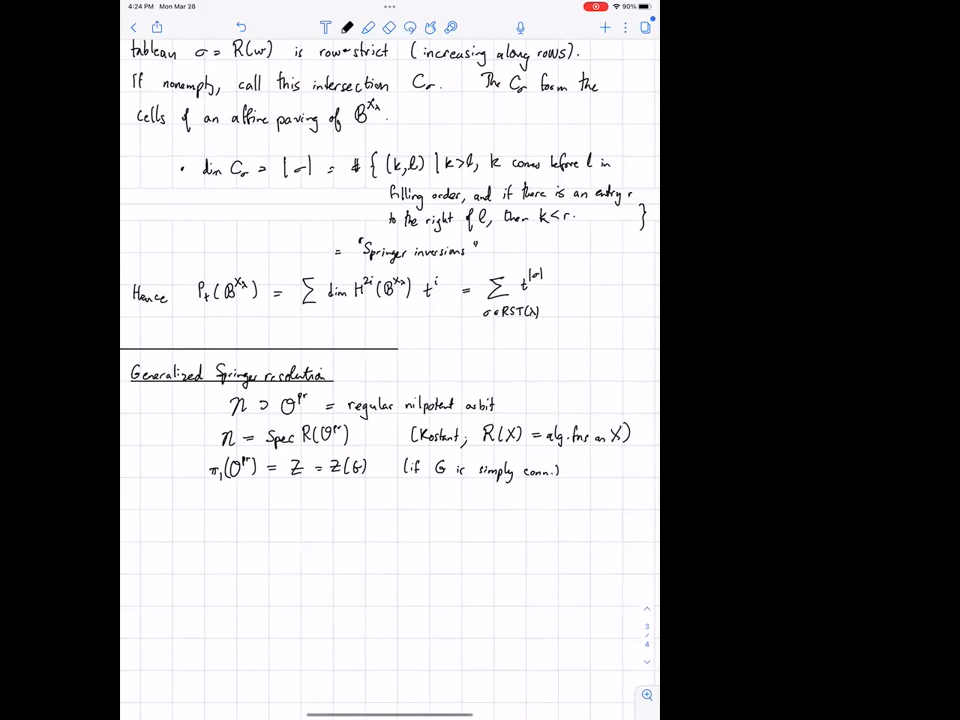 4:24 PM Mon Mar 28
90%
tableau σ = R(w) is row-strict (increasing along rows).
If nonempty, call this intersection C_σ. The C_σ form the
cells of an affine paving of B^{X_λ}.
• dim C_σ = |σ| = # { (k,l) | k>l, k comes before l in
filling order, and if there is an entry r
to the right of l, then k<r. }
= "Springer inversions"
Hence P_t(B^{X_λ}) = ∑ dim H^{2i}(B^{X_λ}) t^i = ∑_{σ∈RST(λ)} t^{|σ|}
Generalized Springer resolution
𝒩 ⊃ O^{pr} = regular nilpotent orbit
𝒩 = Spec R(O^{pr}) (Kostant; R(X) = alg. fns on X)
π_1(O^{pr}) = Z = Z(G) (if G is simply conn.)
3
/
4